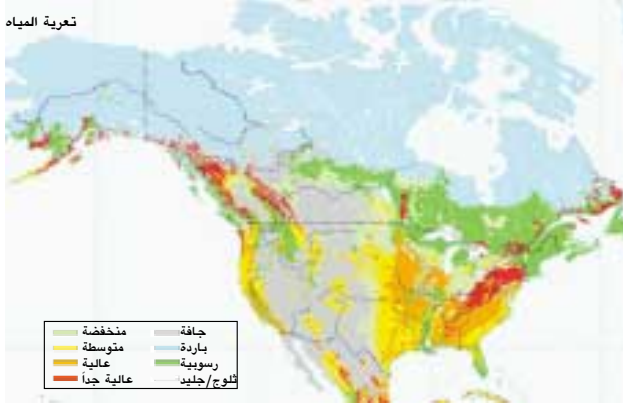 تعرية المياه
جافة منخفضة
باردة متوسطة
رسوبية عالية
ثلوج/جليد عالية جداً